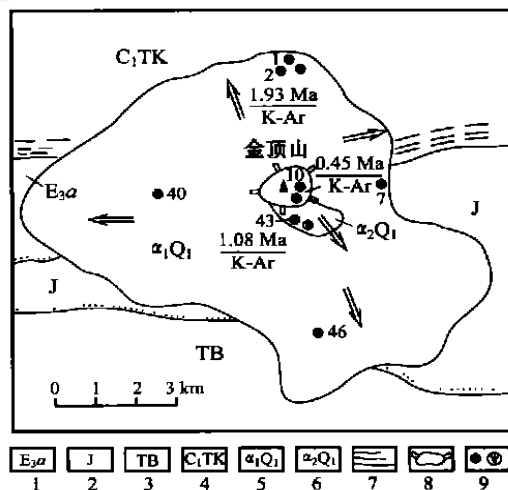 C₁TK
1
2
1.93 Ma
K-Ar
金顶山
10
0.45 Ma
K-Ar
7
E₃a
40
J
43
α₂Q₁
α₁Q₁
1.08 Ma
K-Ar
J
46
TB
0 1 2 3 km
E₃a J TB C₁TK α₁Q₁ α₂Q₁
1 2 3 4 5 6 7 8 9